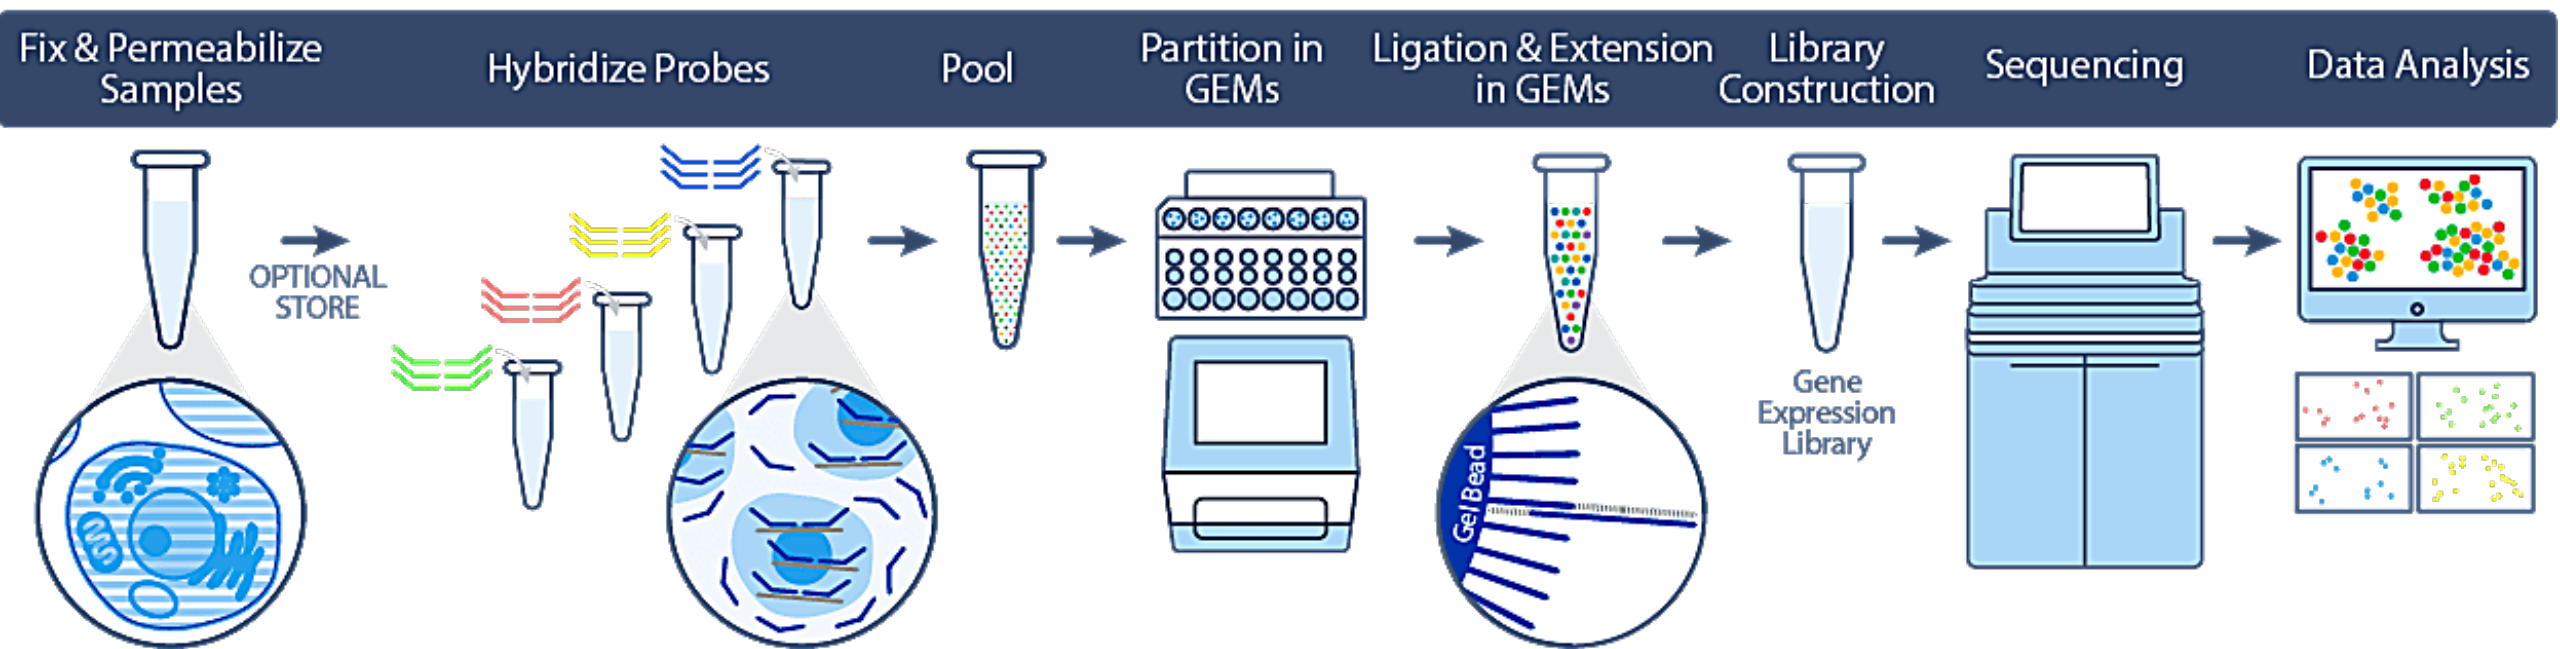 Fix & Permeabilize
Samples
Hybridize Probes
Pool
Partition in
GEMs
Ligation & Extension
in GEMs
Library
Construction
Sequencing
Data Analysis
OPTIONAL
STORE
Gel Bead
Gene
Expression
Library